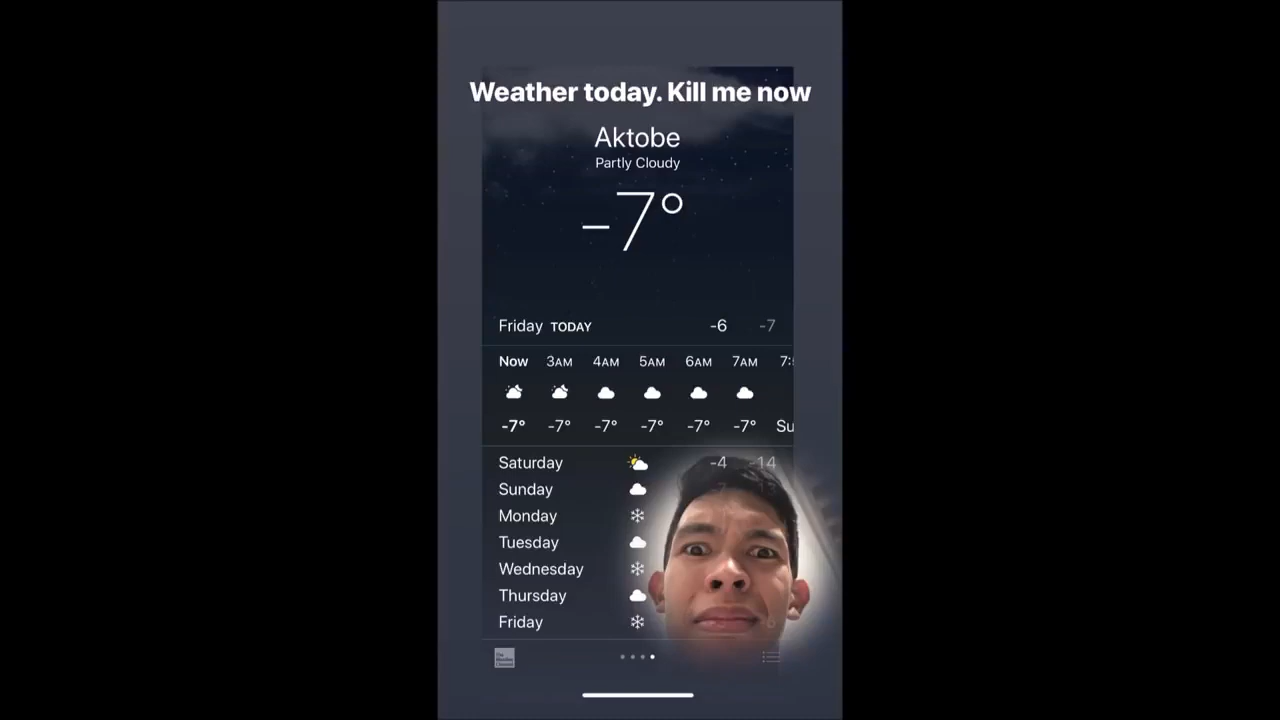 Weather today. Kill me now
Aktobe
Partly Cloudy
-7°
Friday TODAY -6 -7
Now 3AM 4AM 5AM 6AM 7AM
-7° -7° -7° -7° -7° -7° Su
Saturday -4 -14
Sunday
Monday
Tuesday
Wednesday
Thursday
Friday